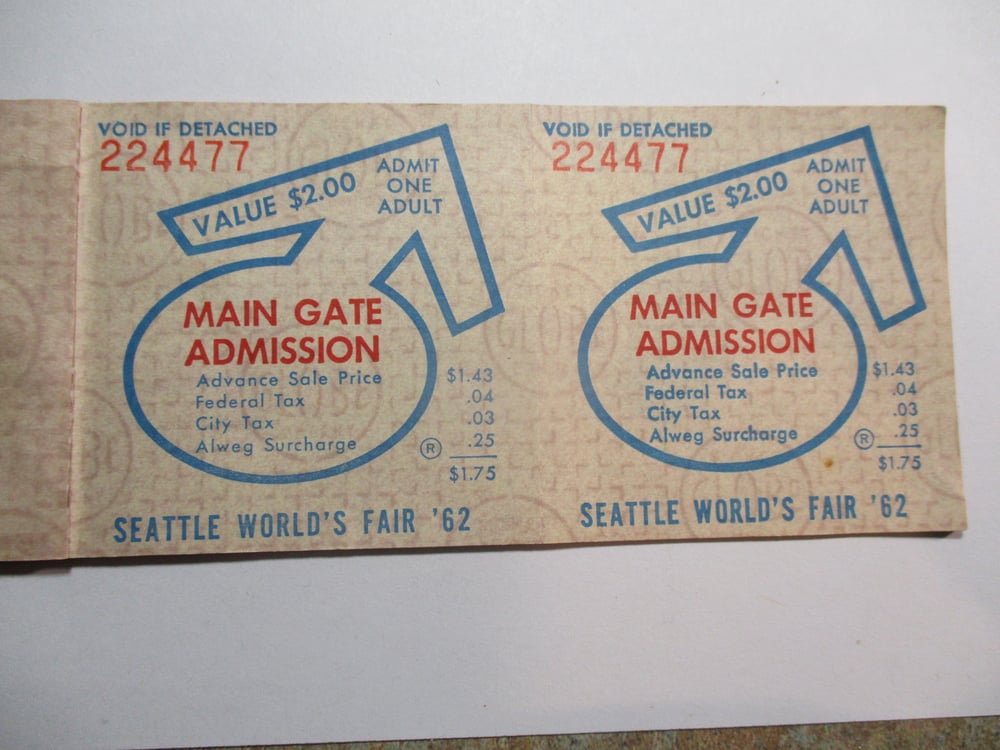 VOID IF DETACHED
224477
VALUE $2.00
ADMIT
ONE
ADULT
MAIN GATE
ADMISSION
Advance Sale Price $1.43
Federal Tax .04
City Tax .03
Alweg Surcharge ® .25
$1.75
SEATTLE WORLD'S FAIR '62
VOID IF DETACHED
224477
VALUE $2.00
ADMIT
ONE
ADULT
MAIN GATE
ADMISSION
Advance Sale Price $1.43
Federal Tax .04
City Tax .03
Alweg Surcharge ® .25
$1.75
SEATTLE WORLD'S FAIR '62